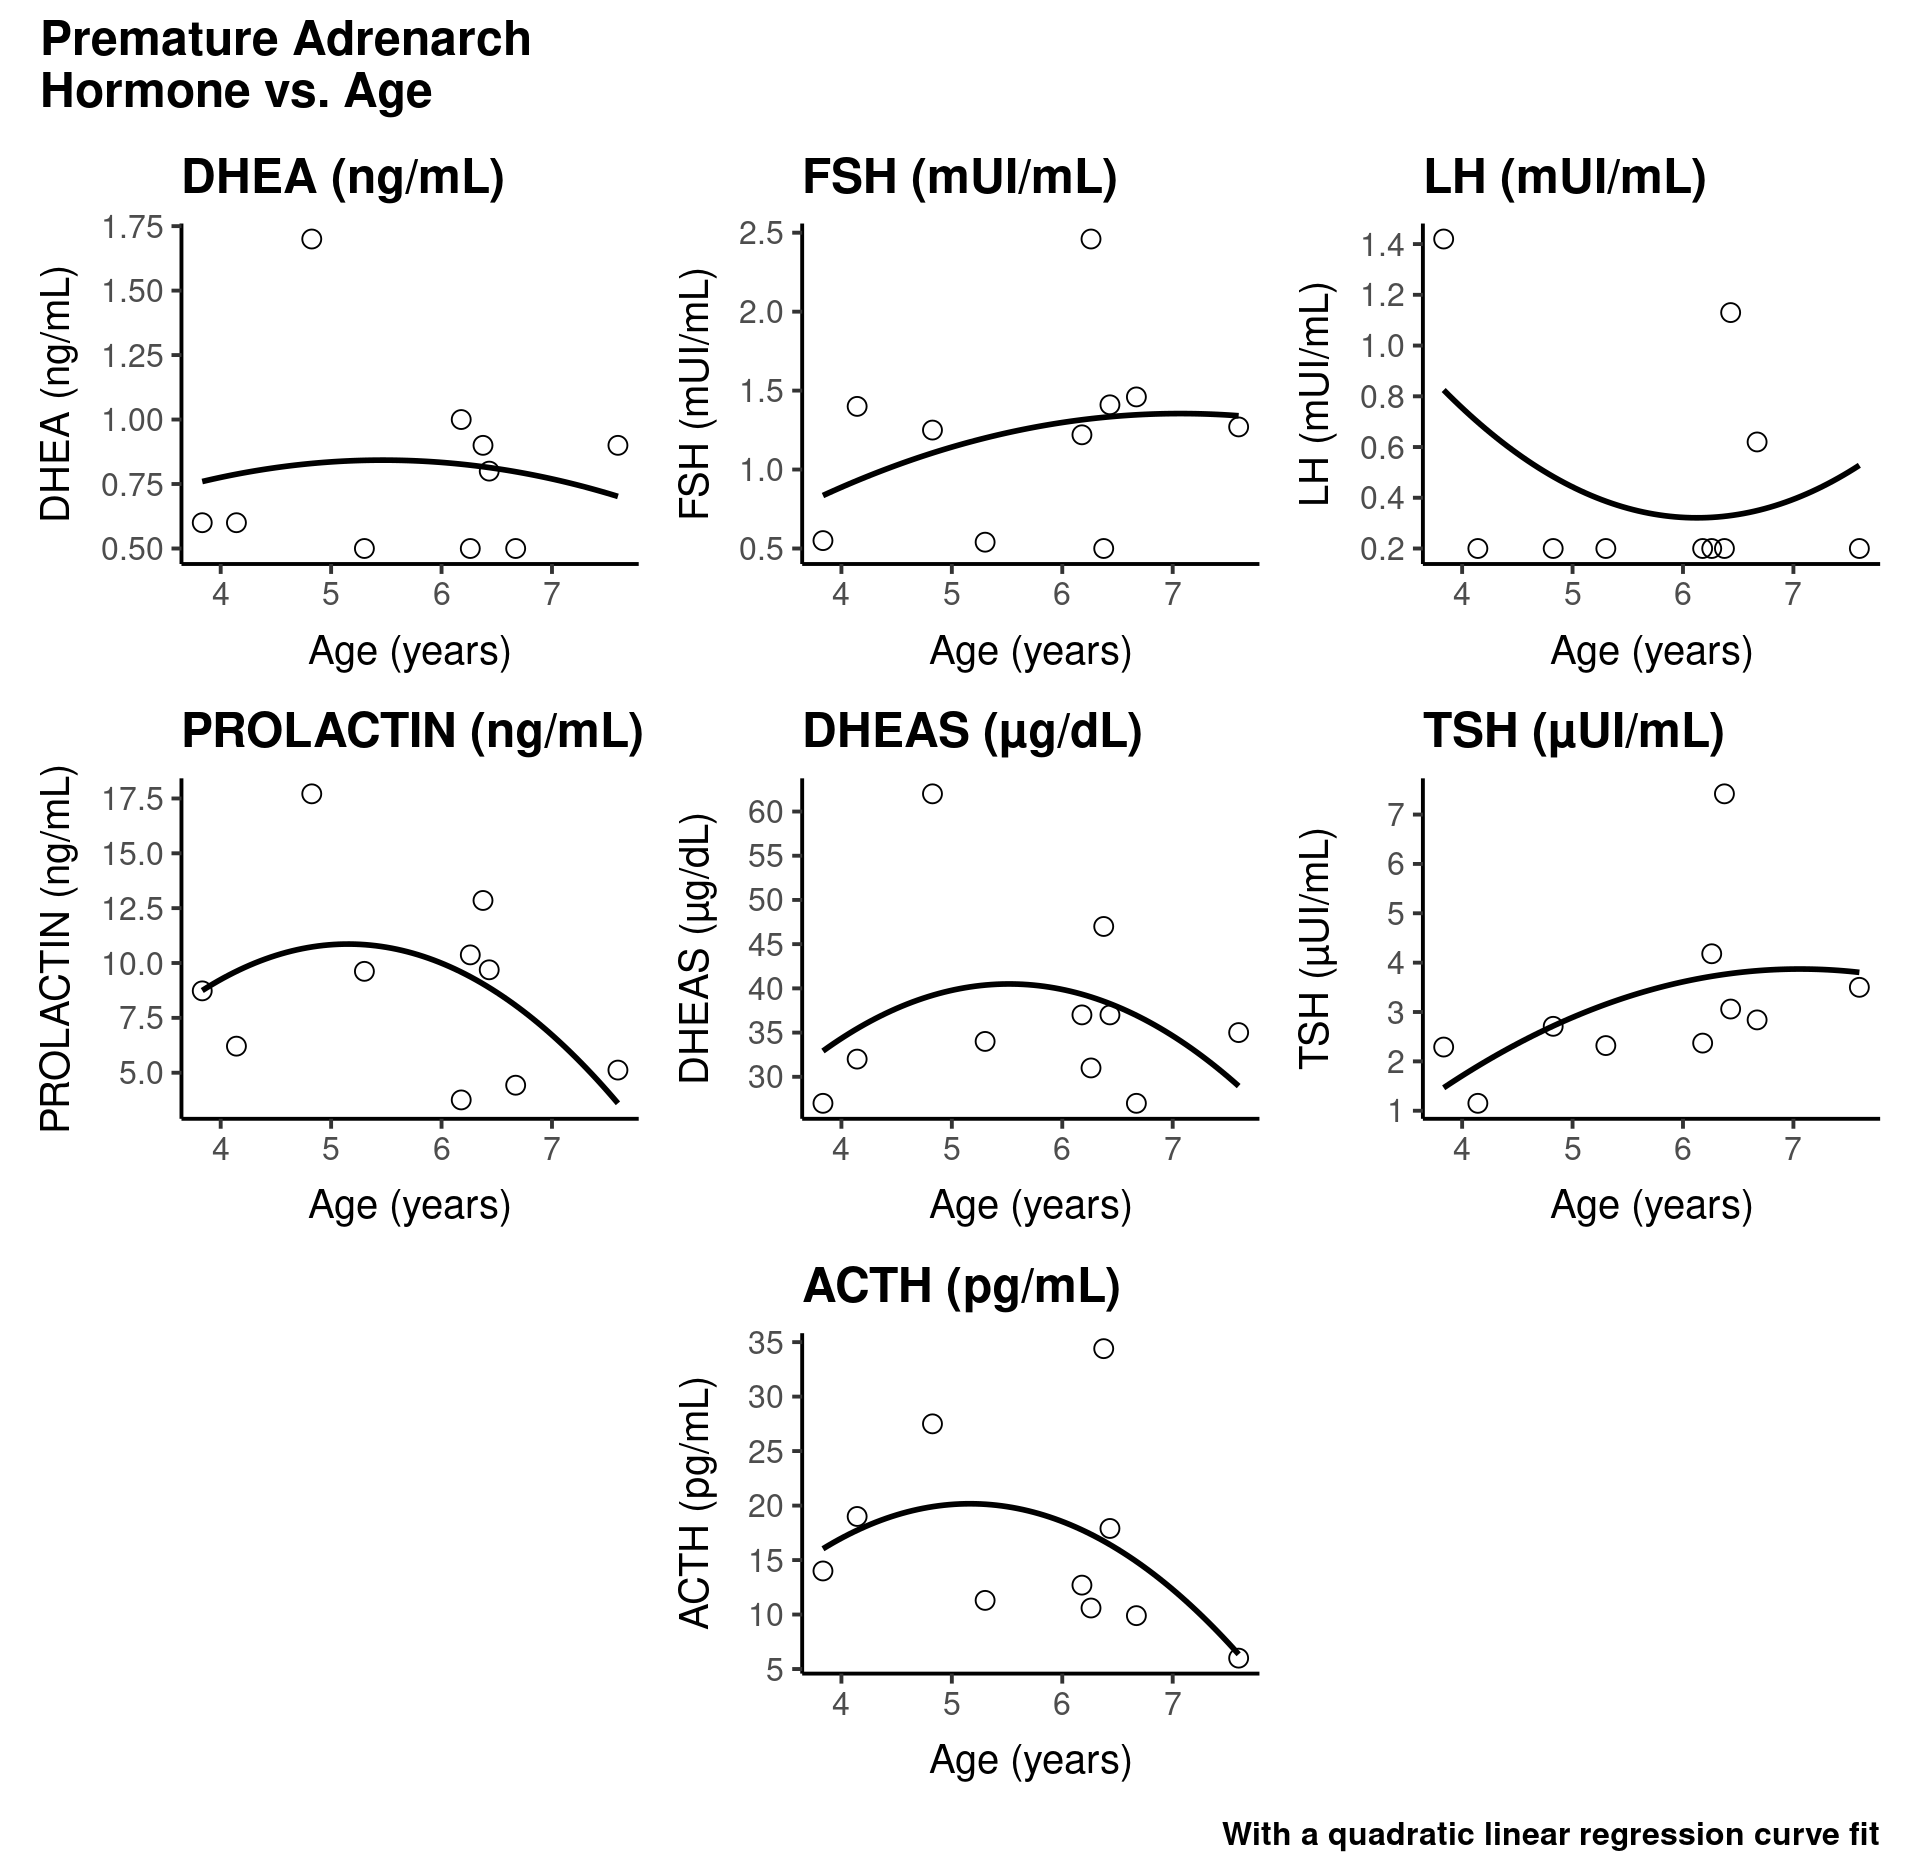 Premature Adrenarch
Hormone vs. Age
DHEA (ng/mL)
DHEA (ng/mL)
1.75
1.50
1.25
1.00
0.75
0.50
4 5 6 7
Age (years)
FSH (mUI/mL)
FSH (mUI/mL)
2.5
2.0
1.5
1.0
0.5
4 5 6 7
Age (years)
LH (mUI/mL)
LH (mUI/mL)
1.4
1.2
1.0
0.8
0.6
0.4
0.2
4 5 6 7
Age (years)
PROLACTIN (ng/mL)
PROLACTIN (ng/mL)
17.5
15.0
12.5
10.0
7.5
5.0
4 5 6 7
Age (years)
DHEAS (µg/dL)
DHEAS (µg/dL)
60
55
50
45
40
35
30
4 5 6 7
Age (years)
TSH (µUI/mL)
TSH (µUI/mL)
7
6
5
4
3
2
1
4 5 6 7
Age (years)
ACTH (pg/mL)
ACTH (pg/mL)
35
30
25
20
15
10
5
4 5 6 7
Age (years)
With a quadratic linear regression curve fit